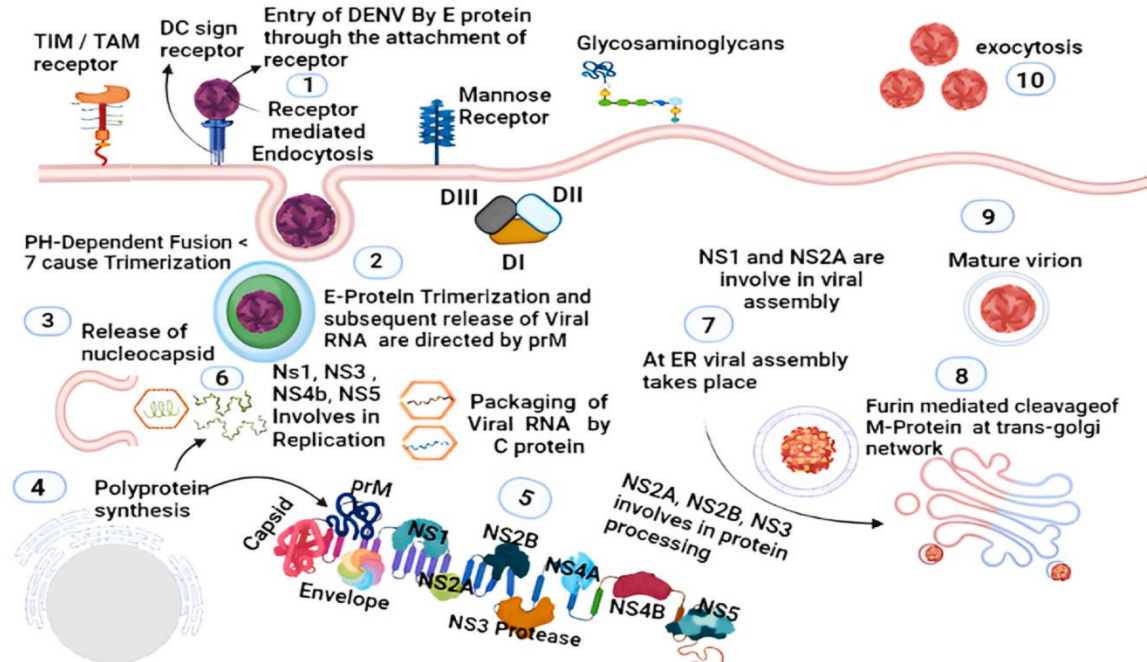 TIM / TAM
receptor
DC sign
receptor
Entry of DENV By E protein
through the attachment of
receptor
1
Receptor
mediated
Endocytosis
Mannose
Receptor
Glycosaminoglycans
exocytosis
10
DIII
DII
DI
PH-Dependent Fusion <
7 cause Trimerization
2
E-Protein Trimerization and
subsequent release of Viral
RNA are directed by prM
3
Release of
nucleocapsid
6
Ns1, NS3 ,
NS4b, NS5
Involves in
Replication
Packaging of
Viral RNA by
C protein
4
Polyprotein
synthesis
5
Capsid
prM
Envelope
NS1
NS2A
NS2B
NS3 Protease
NS4A
NS4B
NS5
NS2A, NS2B, NS3
involves in protein
processing
NS1 and NS2A are
involve in viral
assembly
7
At ER viral assembly
takes place
9
Mature virion
8
Furin mediated cleavageof
M-Protein at trans-golgi
network